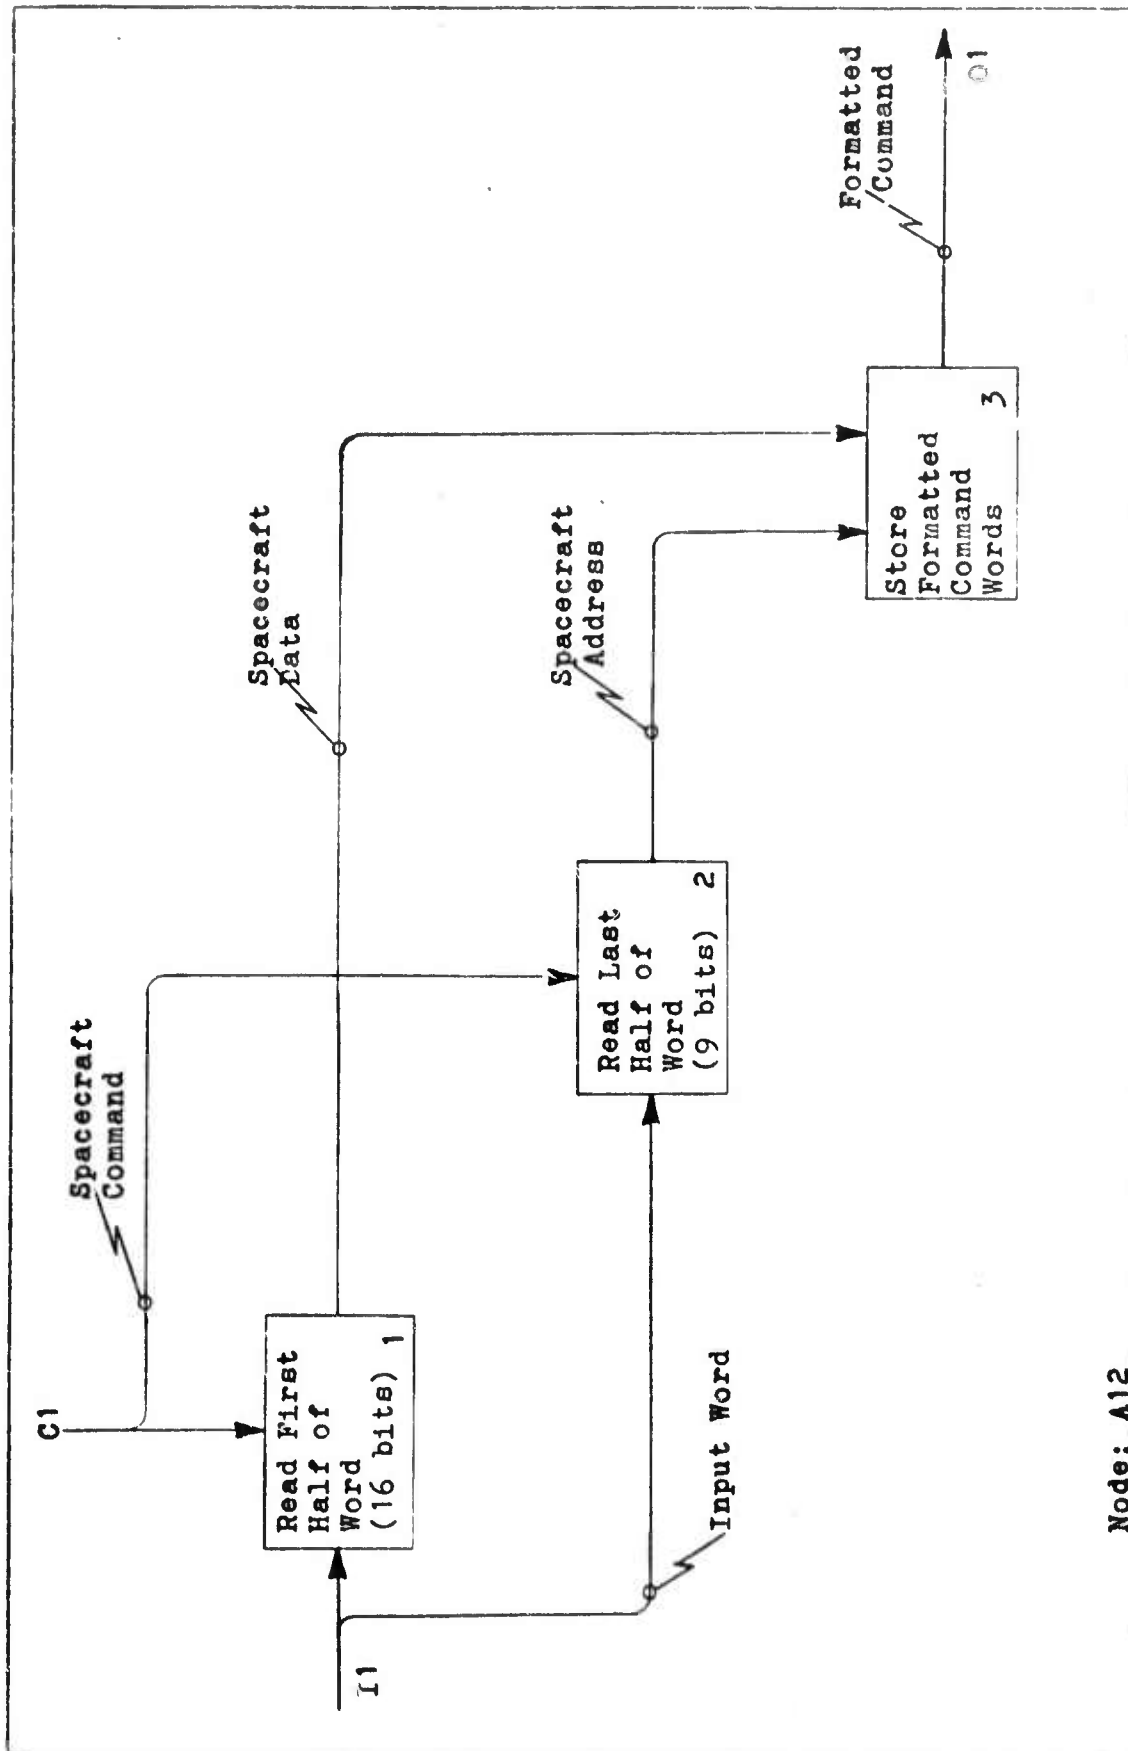 C1
Spacecraft
Command
Read First
Half of
Word
(16 bits) 1
I1
Input Word
Spacecraft
Data
Read Last
Half of
Word
(9 bits) 2
Spacecraft
Address
Store
Formatted
Command
Words 3
Formatted
Command
O1
Node: A12